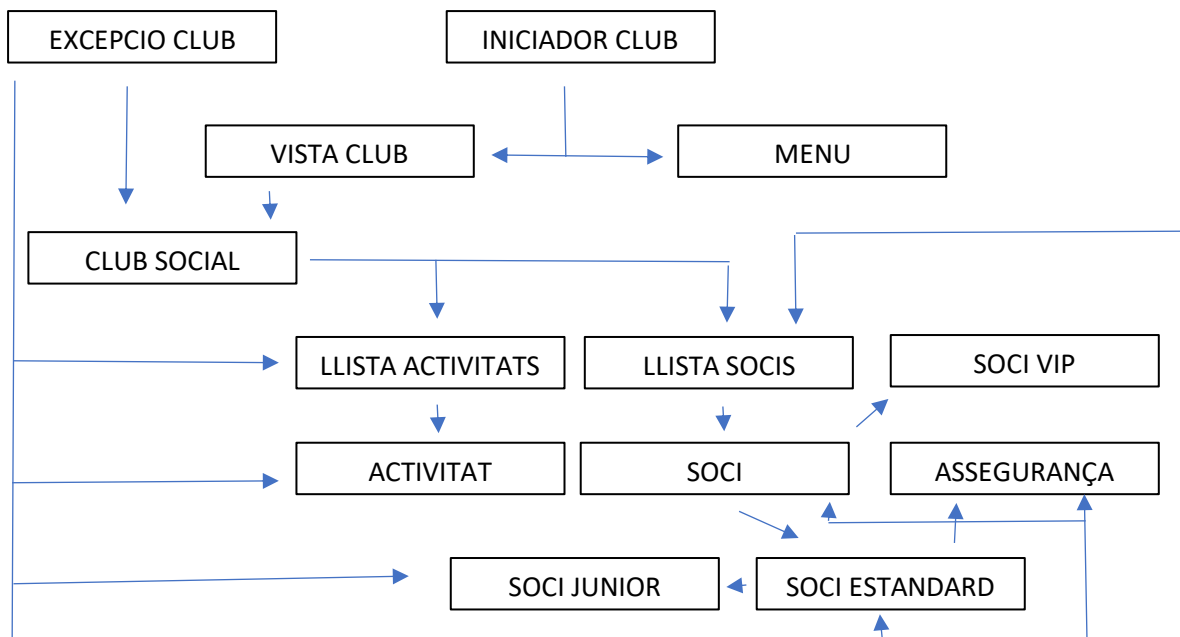 EXCEPCIO CLUB
INICIADOR CLUB
VISTA CLUB
MENU
CLUB SOCIAL
LLISTA ACTIVITATS
LLISTA SOCIS
SOCI VIP
ACTIVITAT
SOCI
ASSEGURANÇA
SOCI JUNIOR
SOCI ESTANDARD